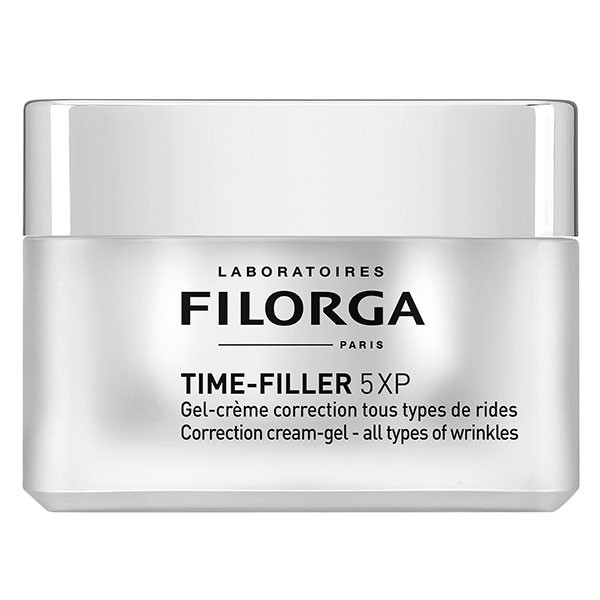 LABORATOIRES
FILORGA
PARIS
TIME-FILLER 5XP
Gel-crème correction tous types de rides
Correction cream-gel - all types of wrinkles